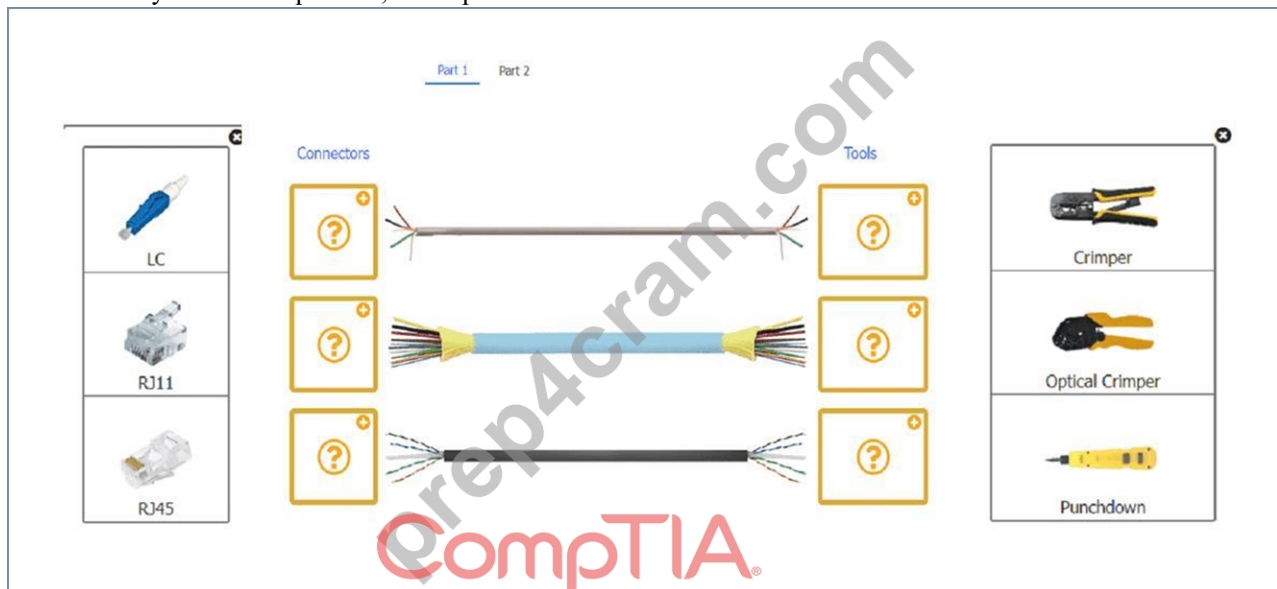 Part 1 Part 2
Connectors Tools
LC
RJ11
RJ45
Crimper
Optical Crimper
Punchdown
prep4cram.com
CompTIA.